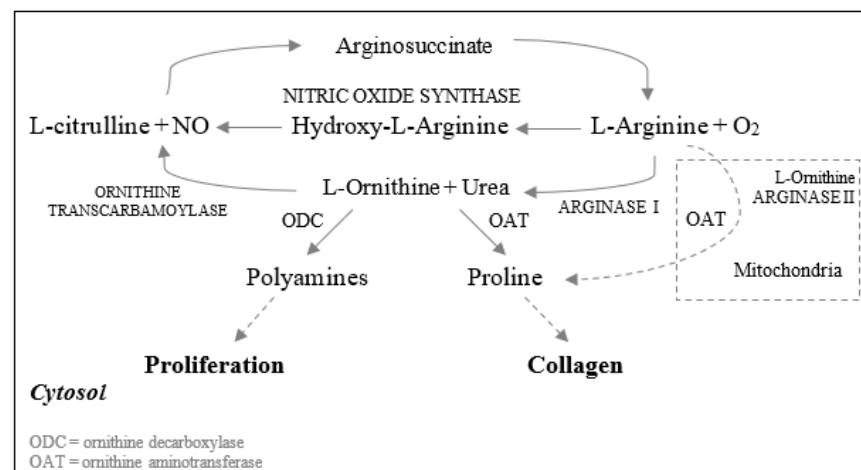 Arginosuccinate
NITRIC OXIDE SYNTHASE
L-citrulline + NO
Hydroxy-L-Arginine
L-Arginine + O₂
L-Ornithine + Urea
ORNITHINE
TRANSCARBAMOYLASE
ARGINASE I
L-Ornithine
ARGINASE II
ODC
OAT
OAT
Polyamines
Proline
Mitochondria
Proliferation
Collagen
Cytosol
ODC = ornithine decarboxylase
OAT = ornithine aminotransferase